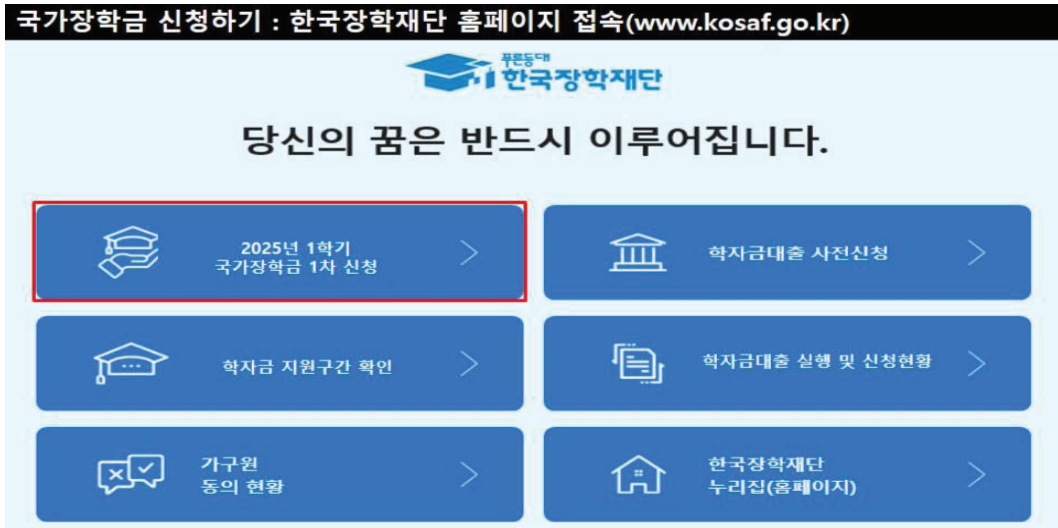 국가장학금 신청하기 : 한국장학재단 홈페이지 접속(www.kosaf.go.kr)
푸른등대
한국장학재단
당신의 꿈은 반드시 이루어집니다.
2025년 1학기
국가장학금 1차 신청
학자금대출 사전신청
학자금 지원구간 확인
학자금대출 실행 및 신청현황
가구원
동의 현황
한국장학재단
누리집(홈페이지)